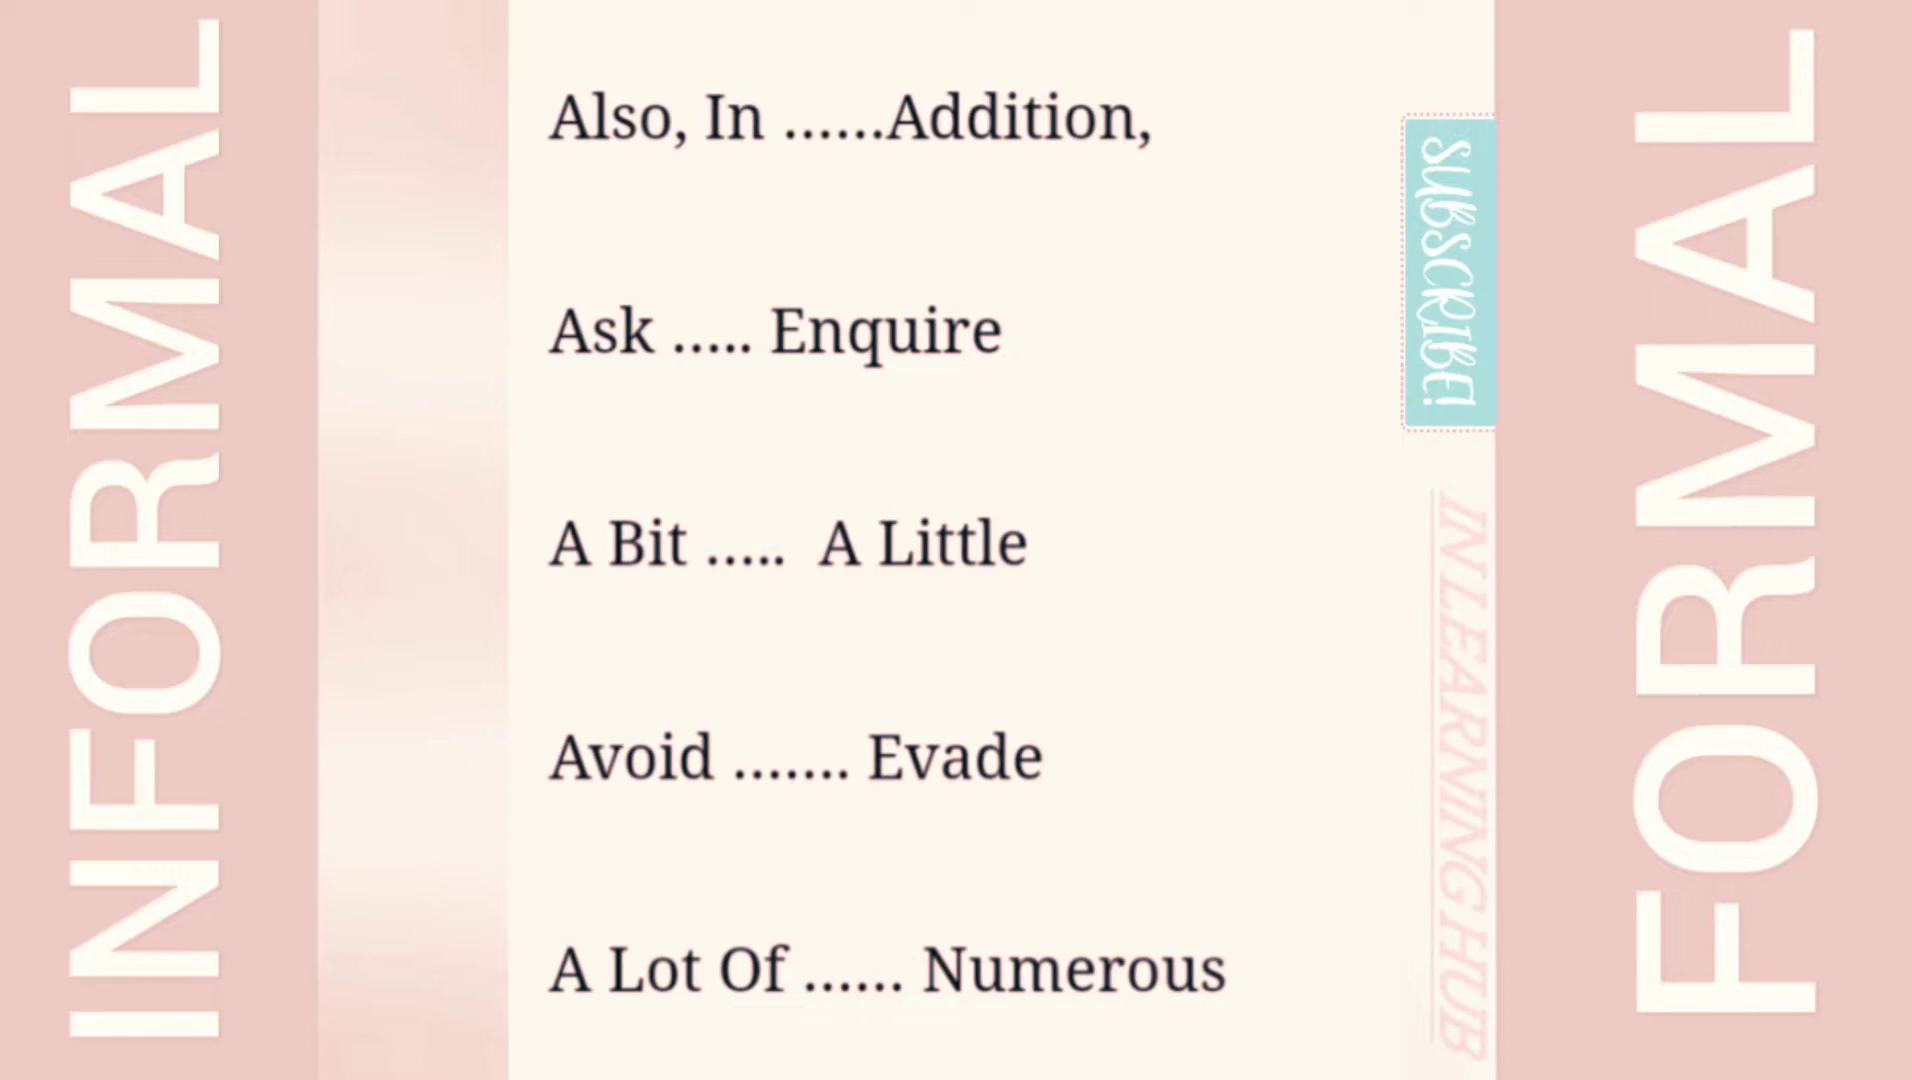 INFORMAL
Also, In ......Addition,
Ask ..... Enquire
A Bit .....  A Little
Avoid ....... Evade
A Lot Of ...... Numerous
SUBSCRIBE!
IN LEARNING HUB
FORMAL